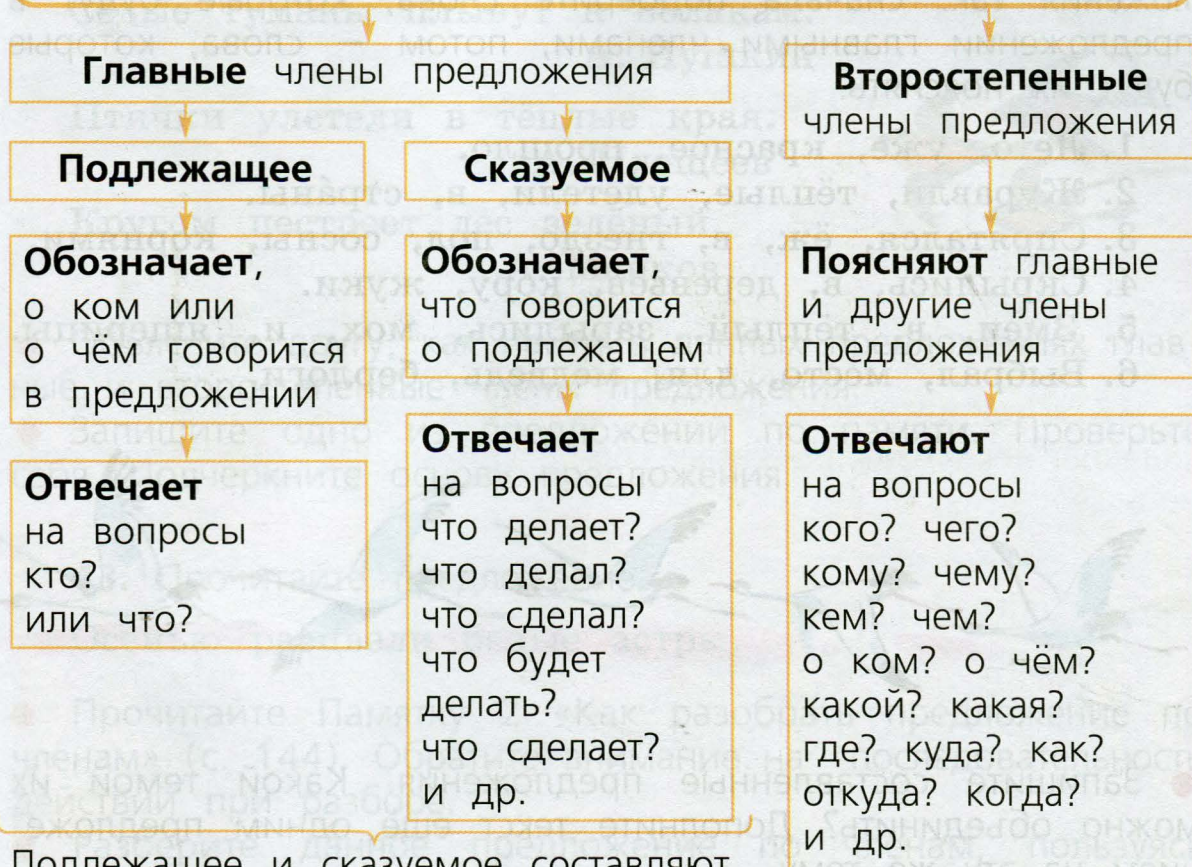 Главные члены предложения
Второстепенные
члены предложения
Подлежащее
Сказуемое
Обозначает,
о ком или
о чём говорится
в предложении
Обозначает,
что говорится
о подлежащем
Поясняют главные
и другие члены
предложения
Отвечает
на вопросы
кто?
или что?
Отвечает
на вопросы
что делает?
что делал?
что сделал?
что будет
делать?
что сделает?
и др.
Отвечают
на вопросы
кого? чего?
кому? чему?
кем? чем?
о ком? о чём?
какой? какая?
где? куда? как?
откуда? когда?
и др.
Подлежащее и сказуемое составляют